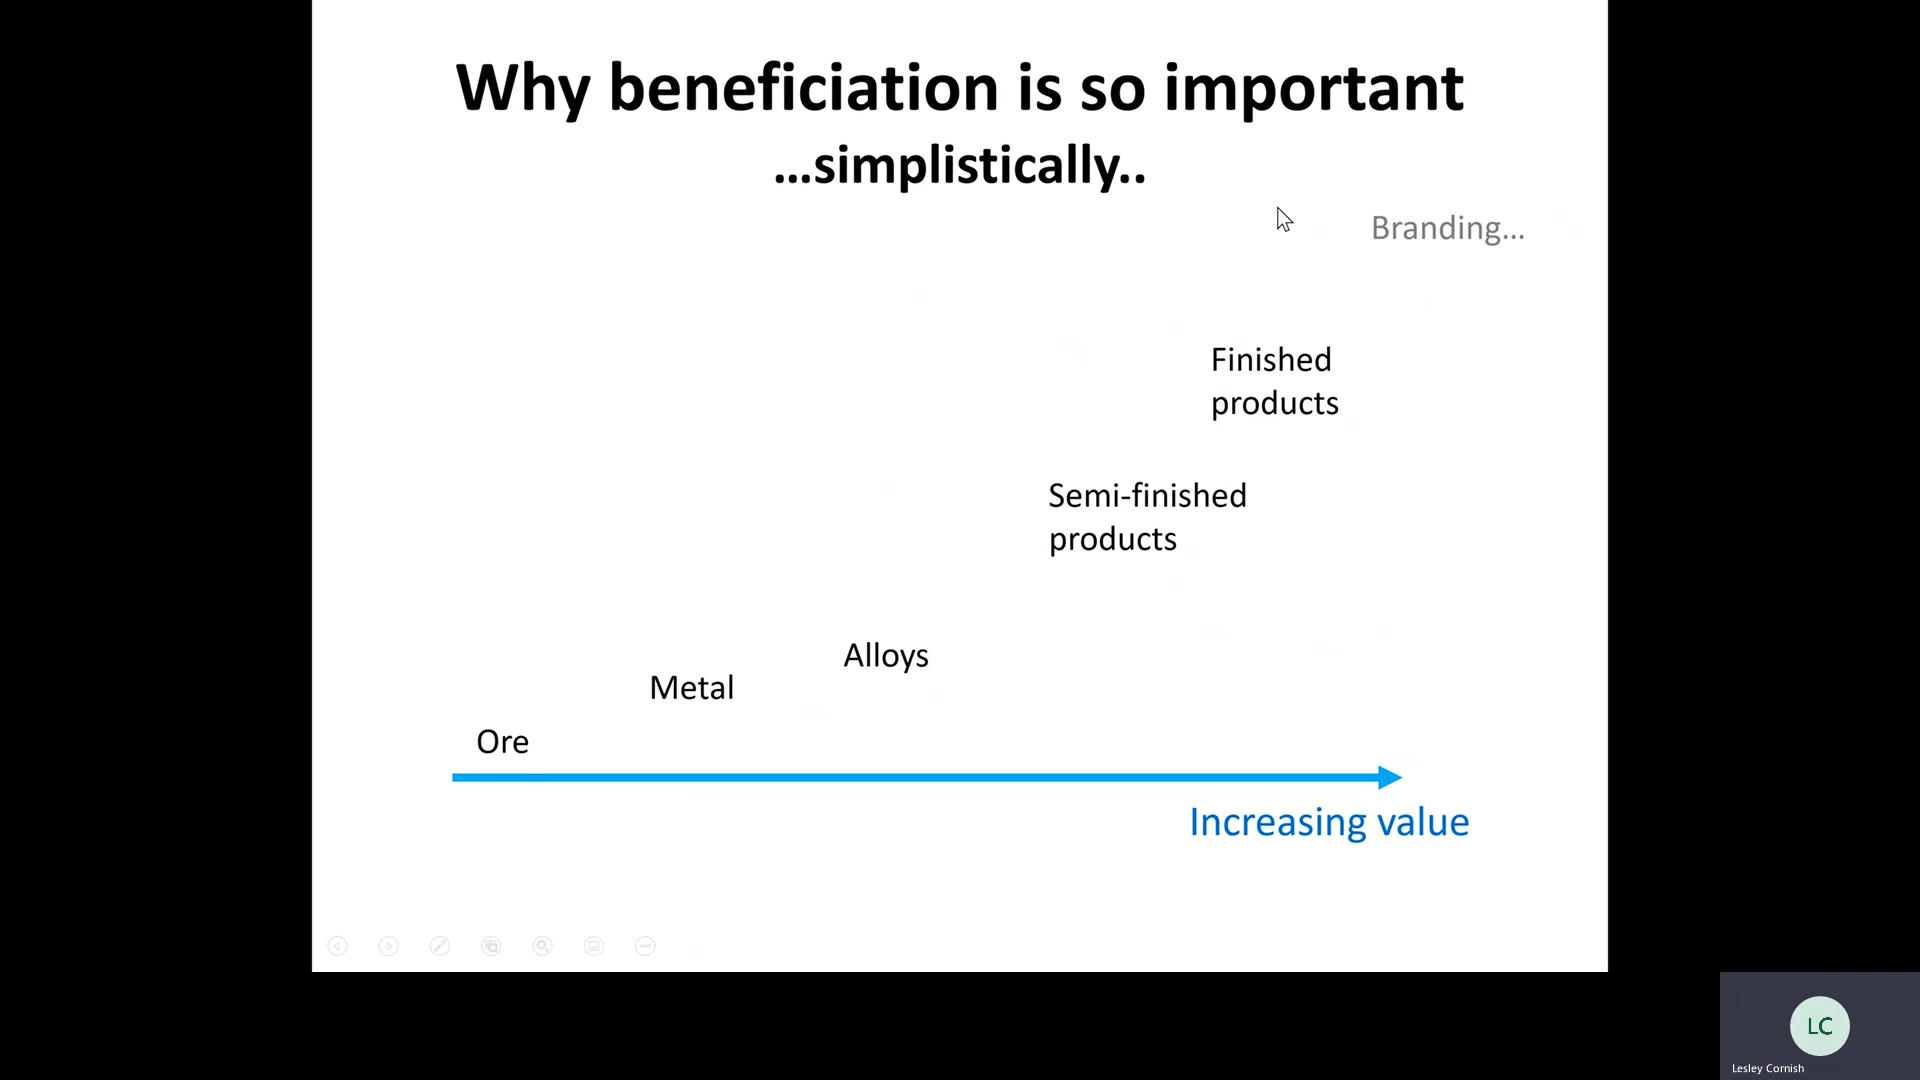 Why beneficiation is so important
...simplistically..
Branding...
Finished
products
Semi-finished
products
Alloys
Metal
Ore
Increasing value
LC
Lesley Cornish